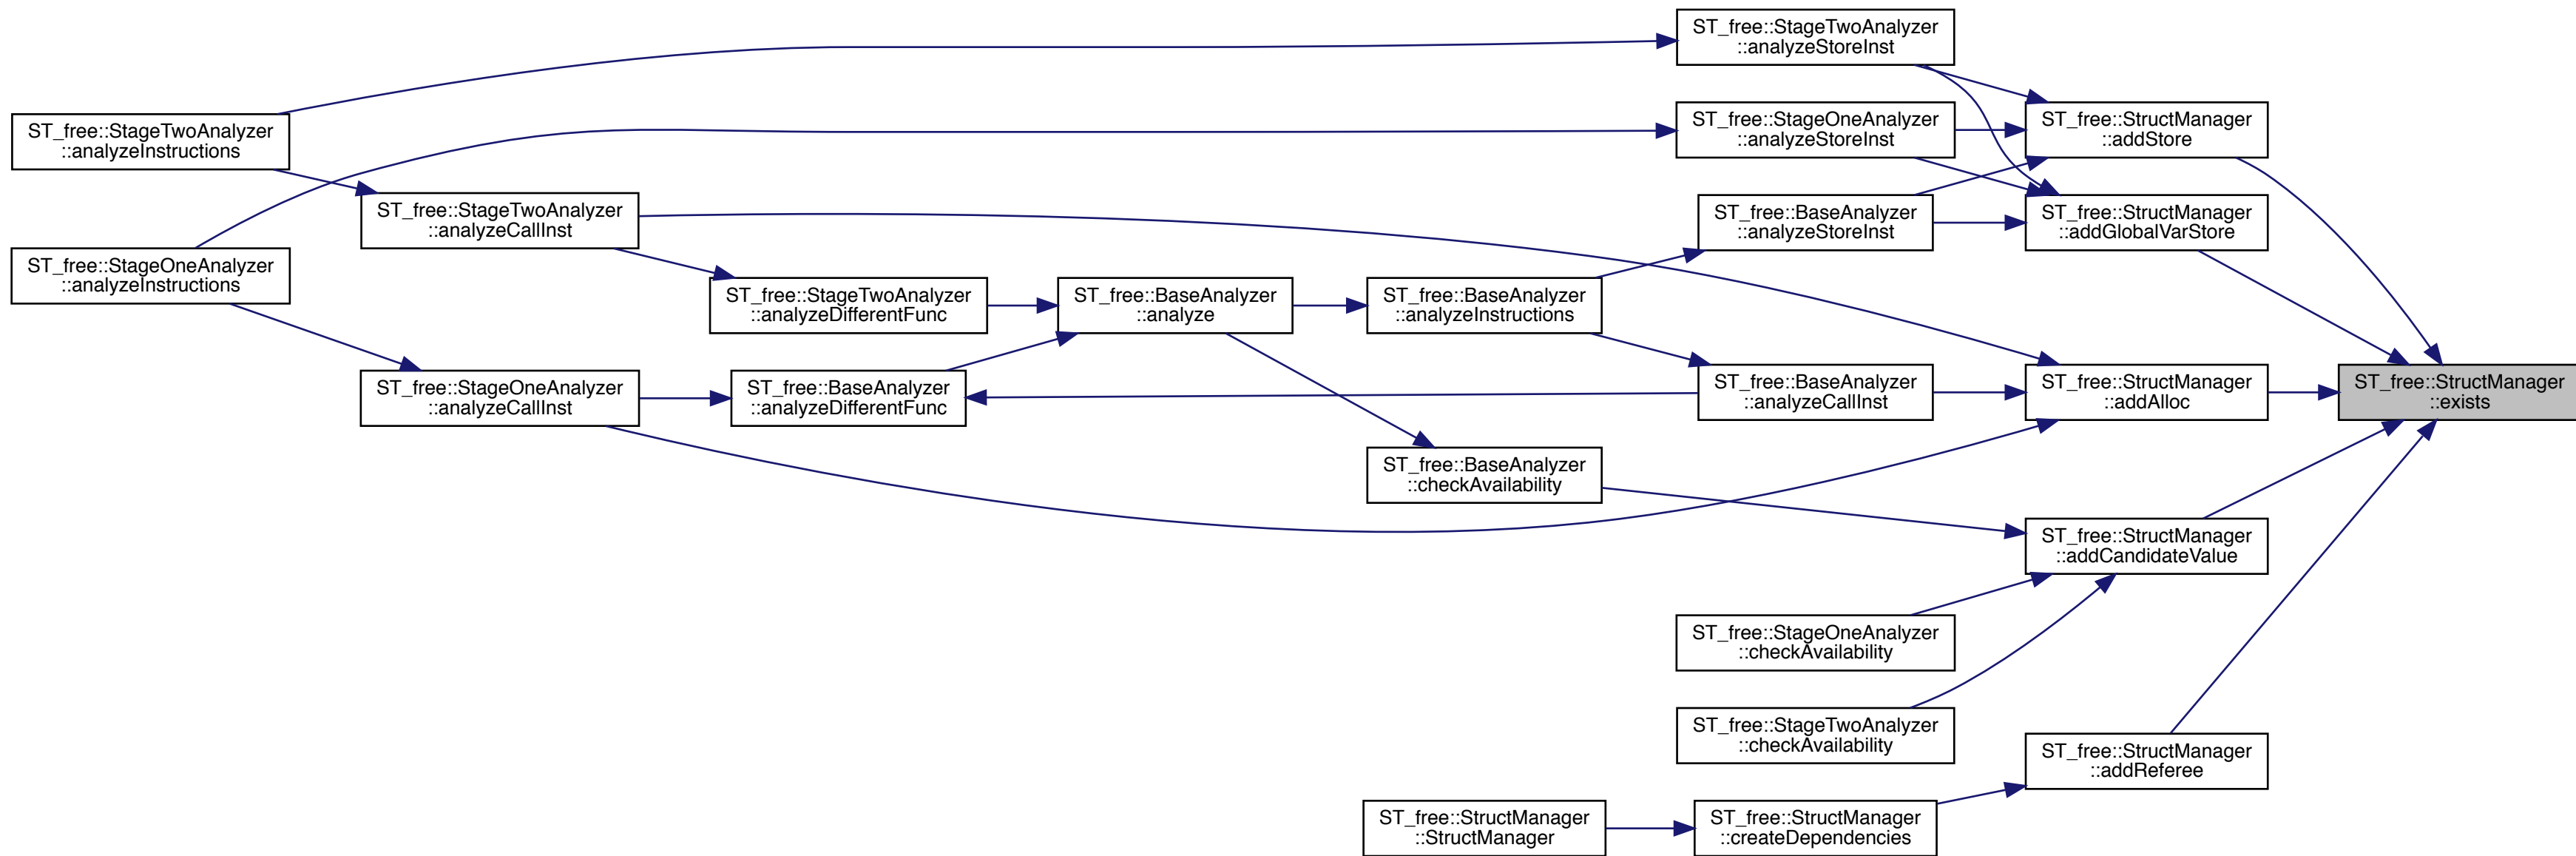 ST_free::StageTwoAnalyzer
::analyzeStoreInst
ST_free::StageTwoAnalyzer
::analyzeInstructions
ST_free::StageOneAnalyzer
::analyzeStoreInst
ST_free::StructManager
::addStore
ST_free::StageTwoAnalyzer
::analyzeCallInst
ST_free::BaseAnalyzer
::analyzeStoreInst
ST_free::StructManager
::addGlobalVarStore
ST_free::StageOneAnalyzer
::analyzeInstructions
ST_free::StageTwoAnalyzer
::analyzeDifferentFunc
ST_free::BaseAnalyzer
::analyze
ST_free::BaseAnalyzer
::analyzeInstructions
ST_free::StageOneAnalyzer
::analyzeCallInst
ST_free::BaseAnalyzer
::analyzeDifferentFunc
ST_free::BaseAnalyzer
::analyzeCallInst
ST_free::StructManager
::addAlloc
ST_free::StructManager
::exists
ST_free::BaseAnalyzer
::checkAvailability
ST_free::StructManager
::addCandidateValue
ST_free::StageOneAnalyzer
::checkAvailability
ST_free::StageTwoAnalyzer
::checkAvailability
ST_free::StructManager
::addReferee
ST_free::StructManager
::StructManager
ST_free::StructManager
::createDependencies